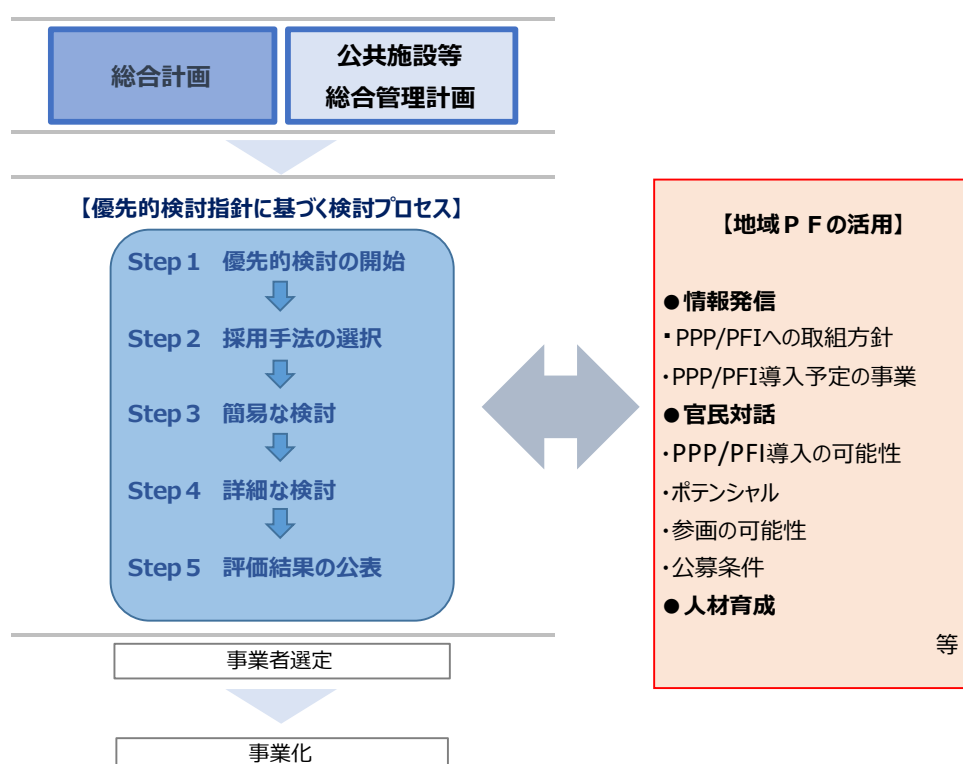 総合計画
公共施設等
総合管理計画
【優先的検討指針に基づく検討プロセス】
Step１ 優先的検討の開始
Step２ 採用手法の選択
Step３ 簡易な検討
Step４ 詳細な検討
Step５ 評価結果の公表
事業者選定
事業化
【地域ＰＦの活用】
●情報発信
・PPP/PFIへの取組方針
・PPP/PFI導入予定の事業
●官民対話
・PPP/PFI導入の可能性
・ポテンシャル
・参画の可能性
・公募条件
●人材育成
等